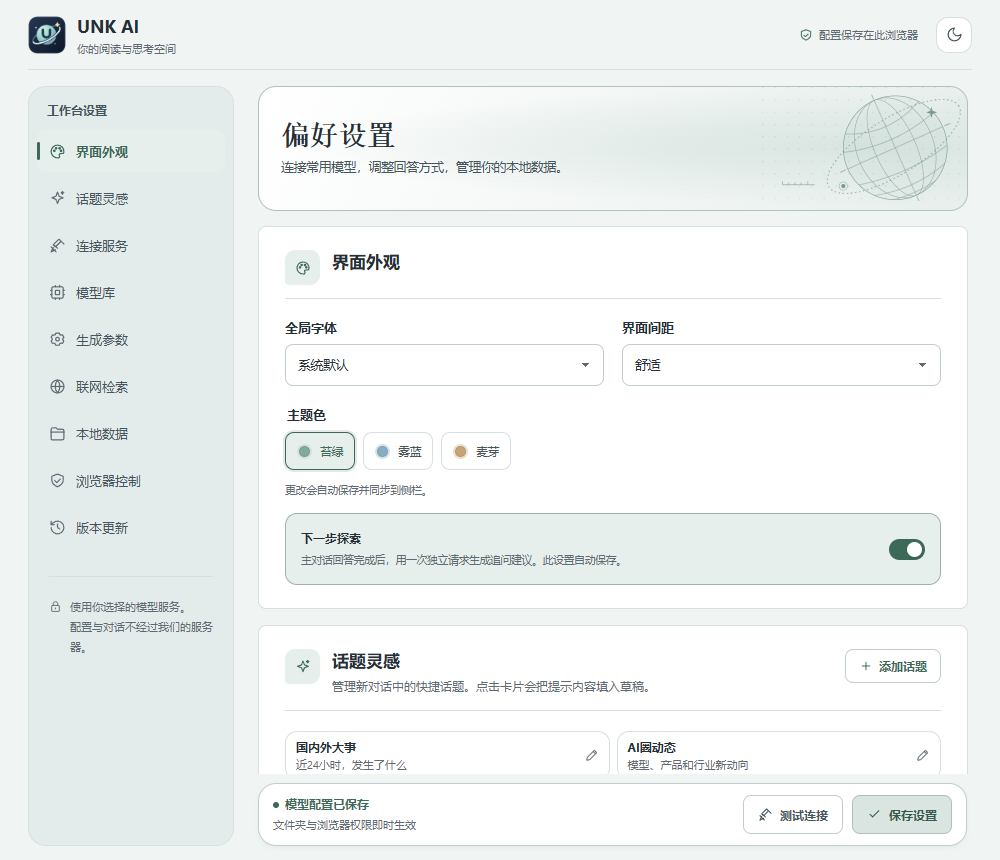 UNK AI
你的阅读与思考空间
配置保存在此浏览器
工作台设置
界面外观
话题灵感
连接服务
模型库
生成参数
联网检索
本地数据
浏览器控制
版本更新
使用你选择的模型服务。
配置与对话不经过我们的服务
器。
偏好设置
连接常用模型，调整回答方式，管理你的本地数据。
界面外观
全局字体
界面间距
系统默认
舒适
主题色
苔绿
雾蓝
麦芽
更改会自动保存并同步到侧栏。
下一步探索
主对话回答完成后，用一次独立请求生成追问建议。此设置自动保存。
话题灵感
管理新对话中的快捷话题。点击卡片会把提示内容填入草稿。
添加话题
国内外大事
近24小时，发生了什么
AI圈动态
模型、产品和行业新动向
模型配置已保存
文件夹与浏览器权限即时生效
测试连接
保存设置